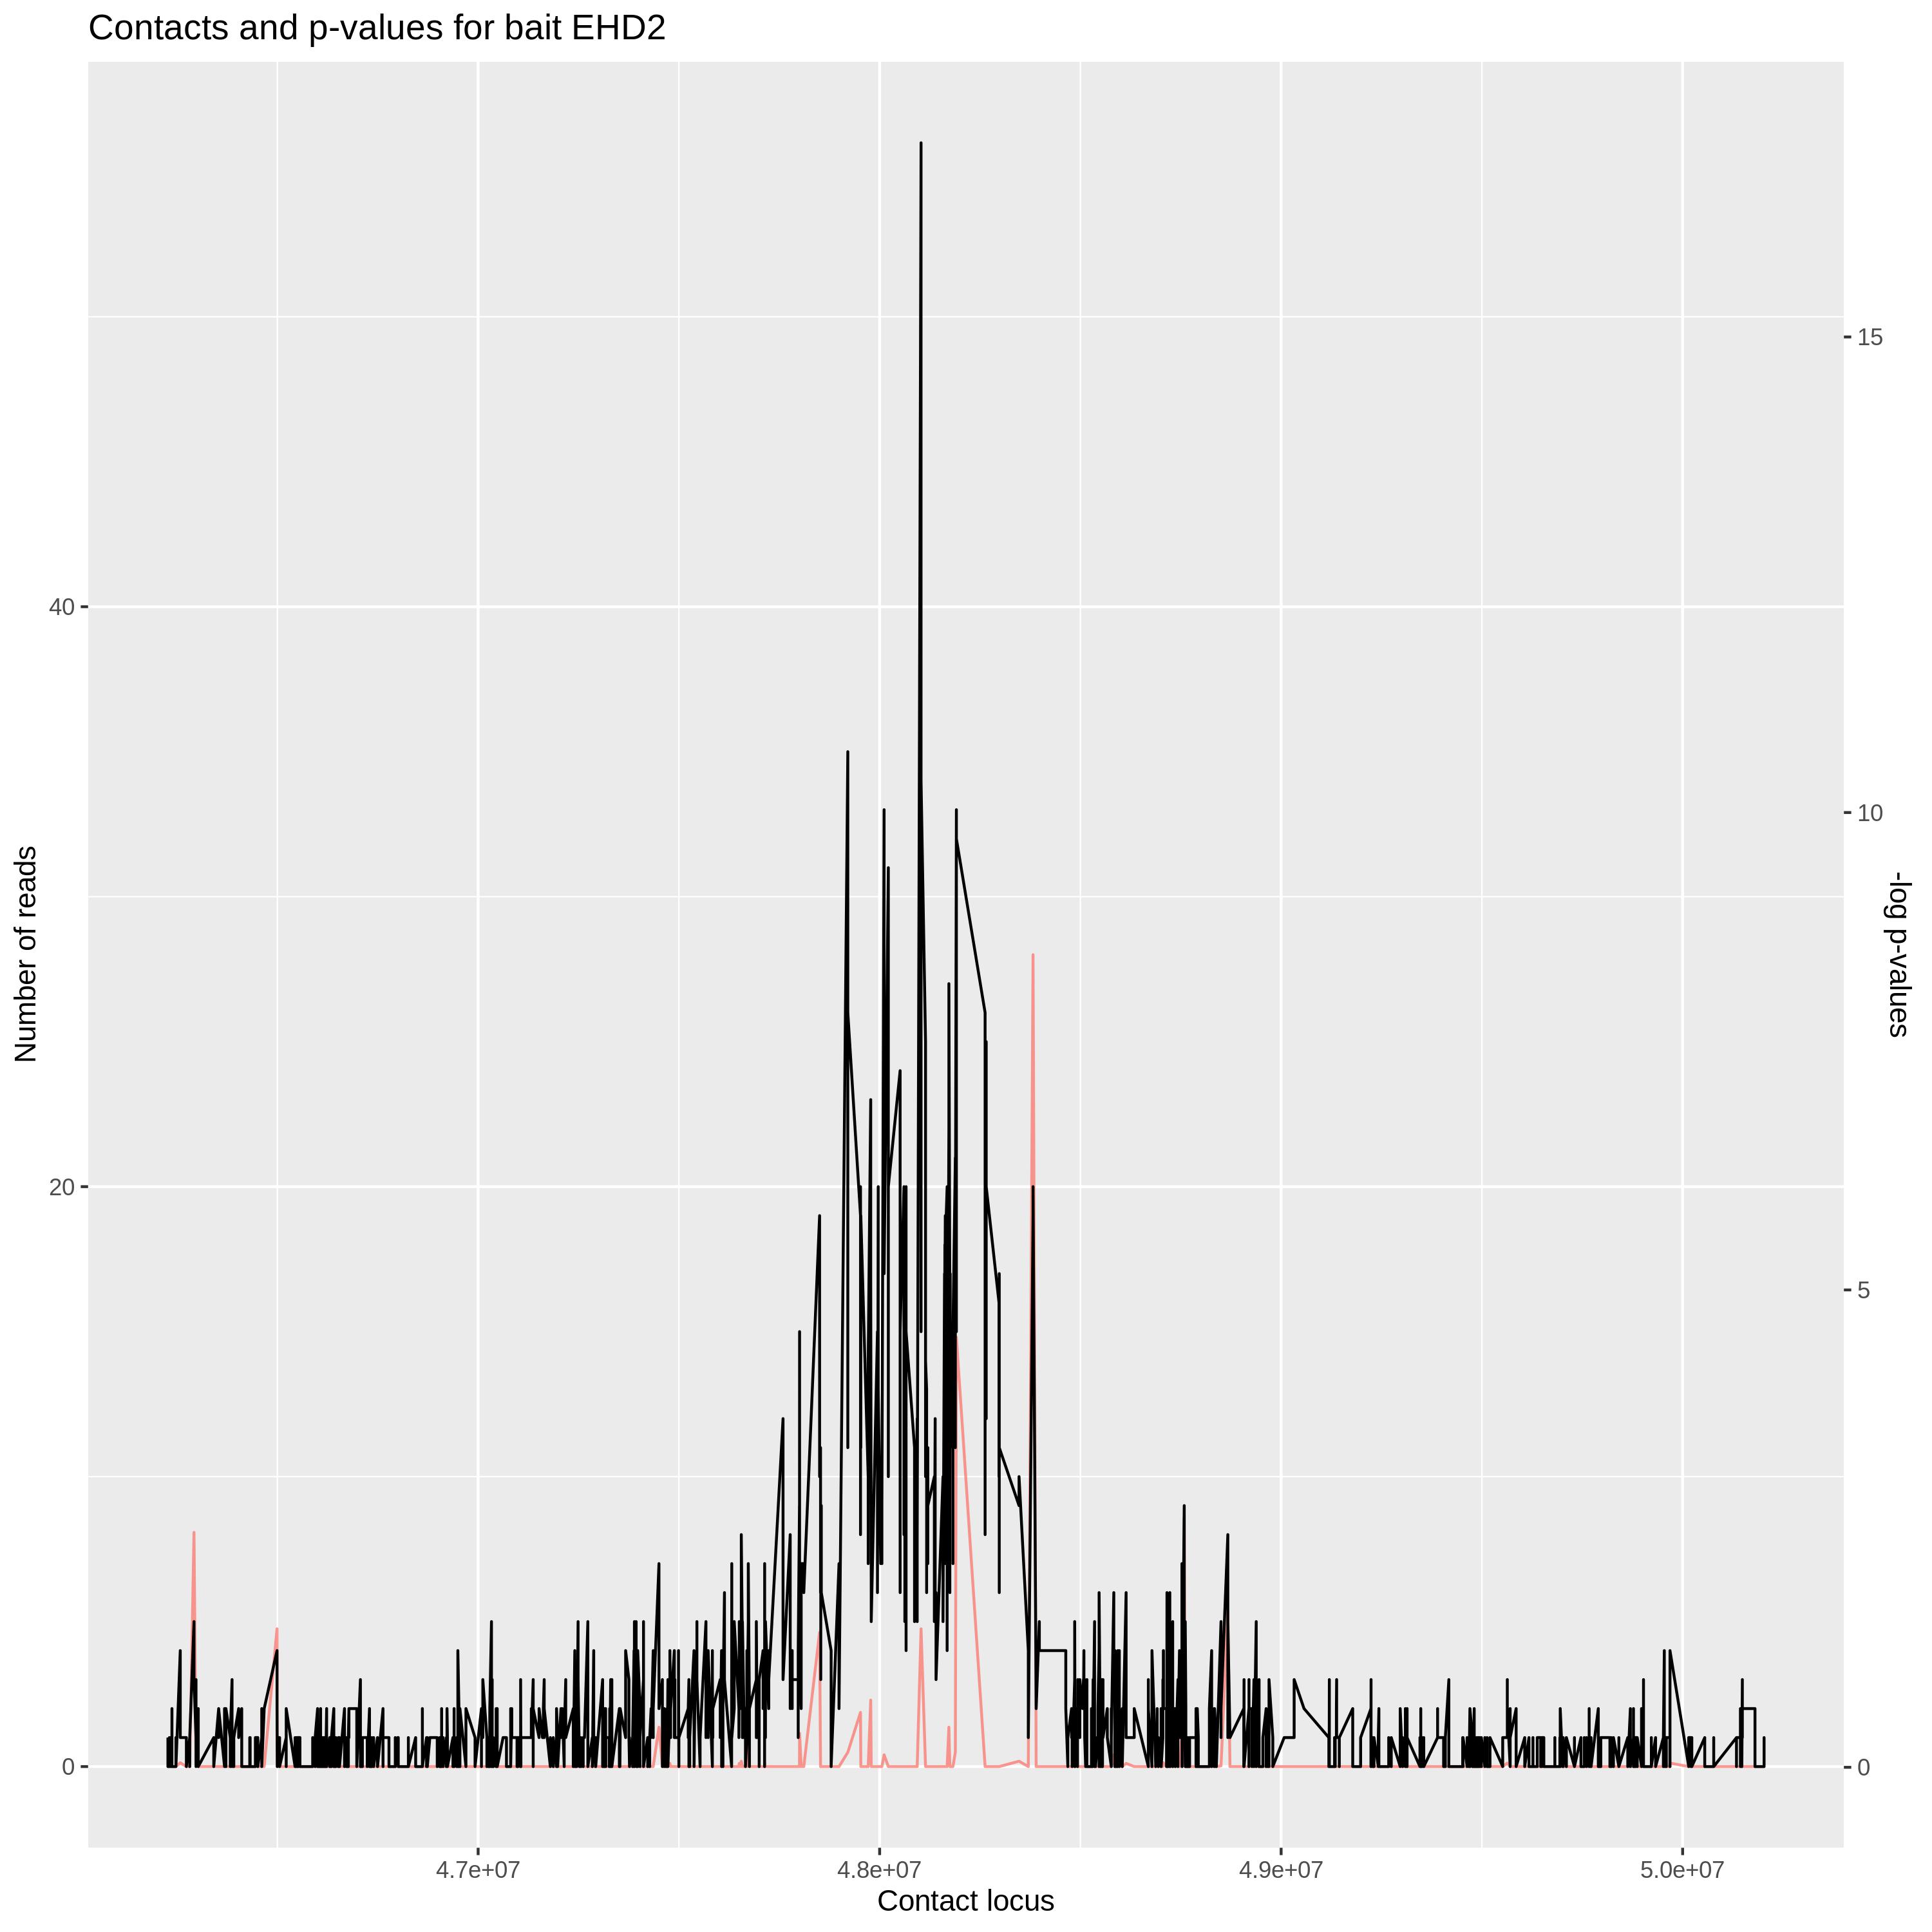 Contacts and p-values for bait EHD2
Number of reads
40
20
0
15
10
5
0
-log p-values
4.7e+07 4.8e+07 4.9e+07 5.0e+07
Contact locus